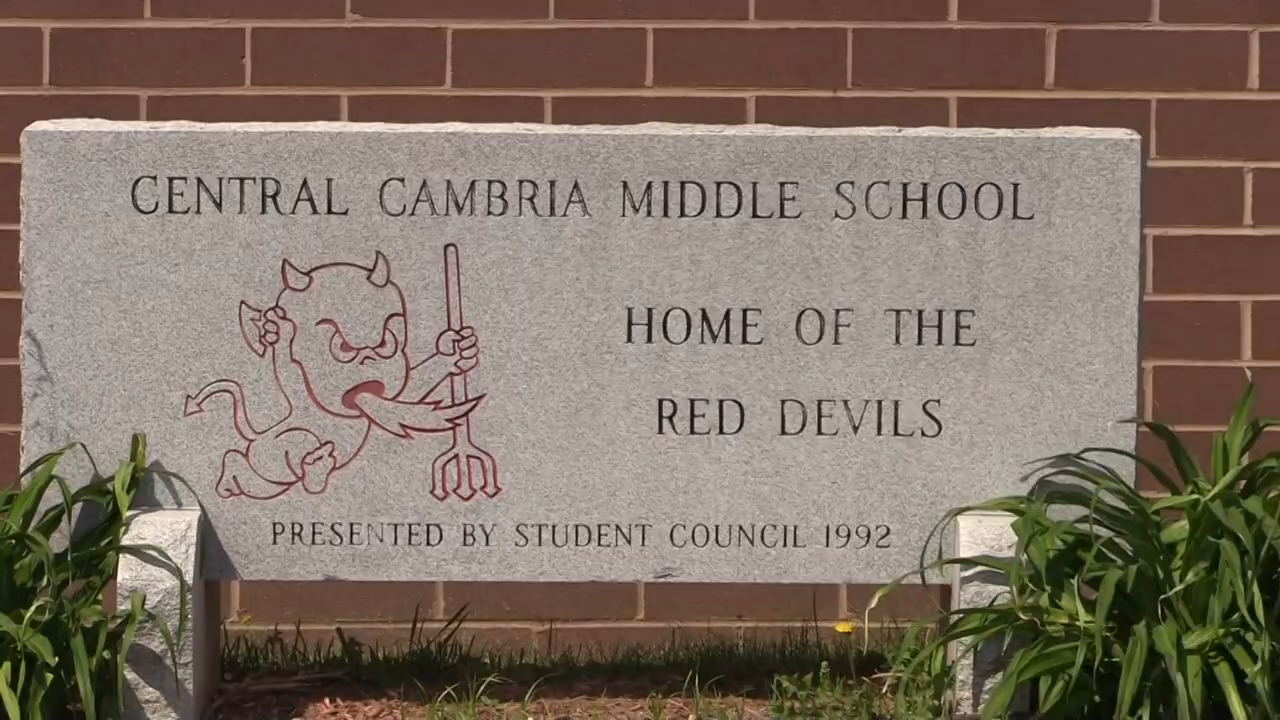 CENTRAL CAMBRIA MIDDLE SCHOOL
HOME OF THE
RED DEVILS
PRESENTED BY STUDENT COUNCIL 1992